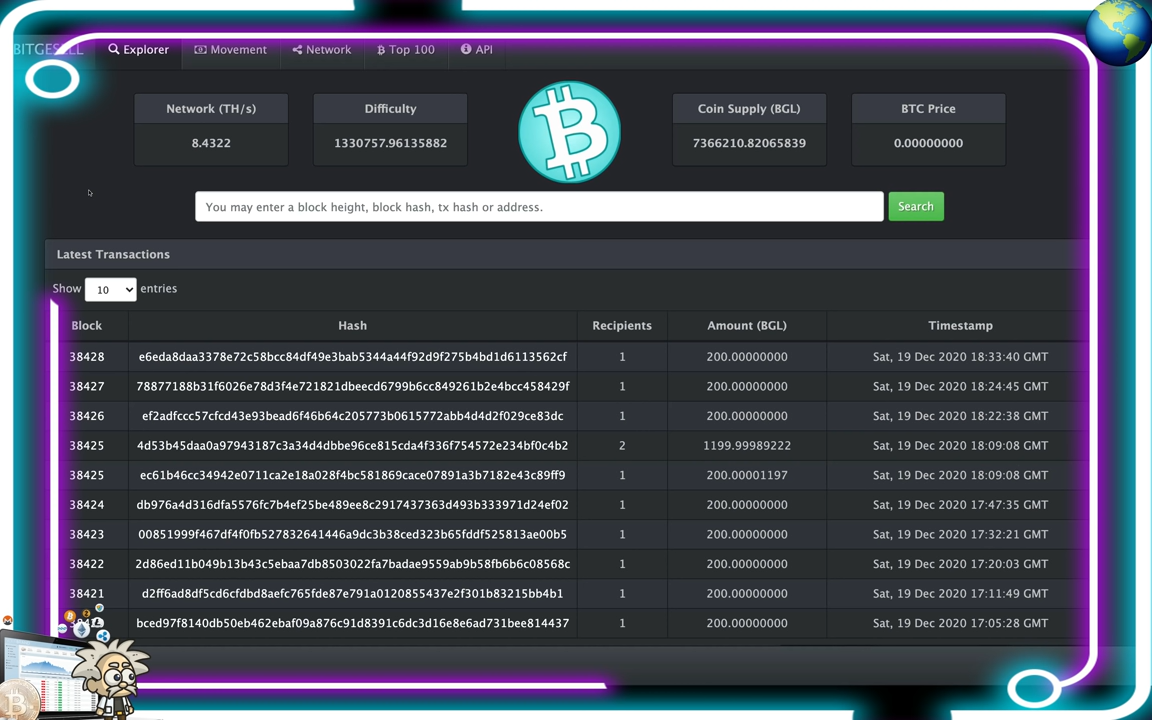 BITGESELL Explorer Movement Network Top 100 API
Network (TH/s) Difficulty Coin Supply (BGL) BTC Price
8.4322 1330757.96135882 7366210.82065839 0.00000000
You may enter a block height, block hash, tx hash or address. Search
Latest Transactions
Show 10 entries
Block Hash Recipients Amount (BGL) Timestamp
38428 e6eda8daa3378e72c58bcc84df49e3bab5344a44f92d9f275b4bd1d6113562cf 1 200.00000000 Sat, 19 Dec 2020 18:33:40 GMT
38427 78877188b31f6026e78d3f4e721821dbeecd6799b6cc849261b2e4bcc458429f 1 200.00000000 Sat, 19 Dec 2020 18:24:45 GMT
38426 ef2adfccc57cfcd43e93bead6f46b64c205773b0615772abb4d4d2f029ce83dc 1 200.00000000 Sat, 19 Dec 2020 18:22:38 GMT
38425 4d53b45daa0a97943187c3a34d4dbbe96ce815cda4f336f754572e234bf0c4b2 2 1199.99989222 Sat, 19 Dec 2020 18:09:08 GMT
38425 ec61b46cc34942e0711ca2e18a028f4bc581869cace07891a3b7182e43c89ff9 1 200.00001197 Sat, 19 Dec 2020 18:09:08 GMT
38424 db976a4d316dfa5576fc7b4ef25be489ee8c2917437363d493b333971d24ef02 1 200.00000000 Sat, 19 Dec 2020 17:47:35 GMT
38423 00851999f467df4f0fb527832641446a9dc3b38ced323b65fddf525813ae00b5 1 200.00000000 Sat, 19 Dec 2020 17:32:21 GMT
38422 2d86ed11b049b13b43c5ebaa7db8503022fa7badae9559ab9b58fb6b6c08568c 1 200.00000000 Sat, 19 Dec 2020 17:20:03 GMT
38421 d2ff6ad8df5cd6cfdbd8aefc765fde87e791a0120855437e2f301b83215bb4b1 1 200.00000000 Sat, 19 Dec 2020 17:11:49 GMT
bced97f8140db50eb462ebaf09a876c91d8391c6dc3d16e8e6ad731bee814437 1 200.00000000 Sat, 19 Dec 2020 17:05:28 GMT